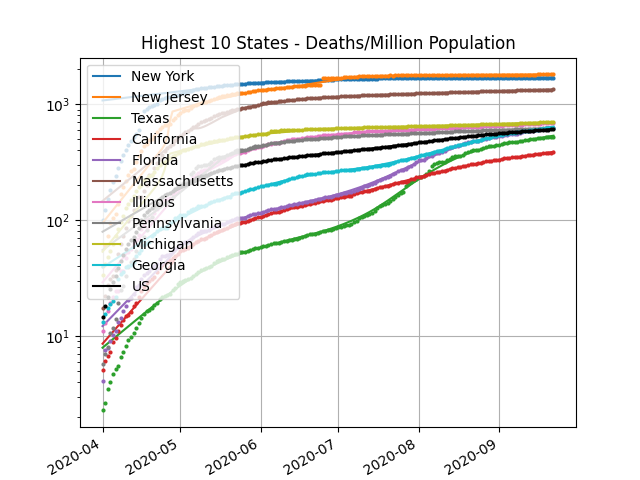 Highest 10 States - Deaths/Million Population
New York
New Jersey
Texas
California
Florida
Massachusetts
Illinois
Pennsylvania
Michigan
Georgia
US
10³
10²
10¹
2020-04
2020-05
2020-06
2020-07
2020-08
2020-09